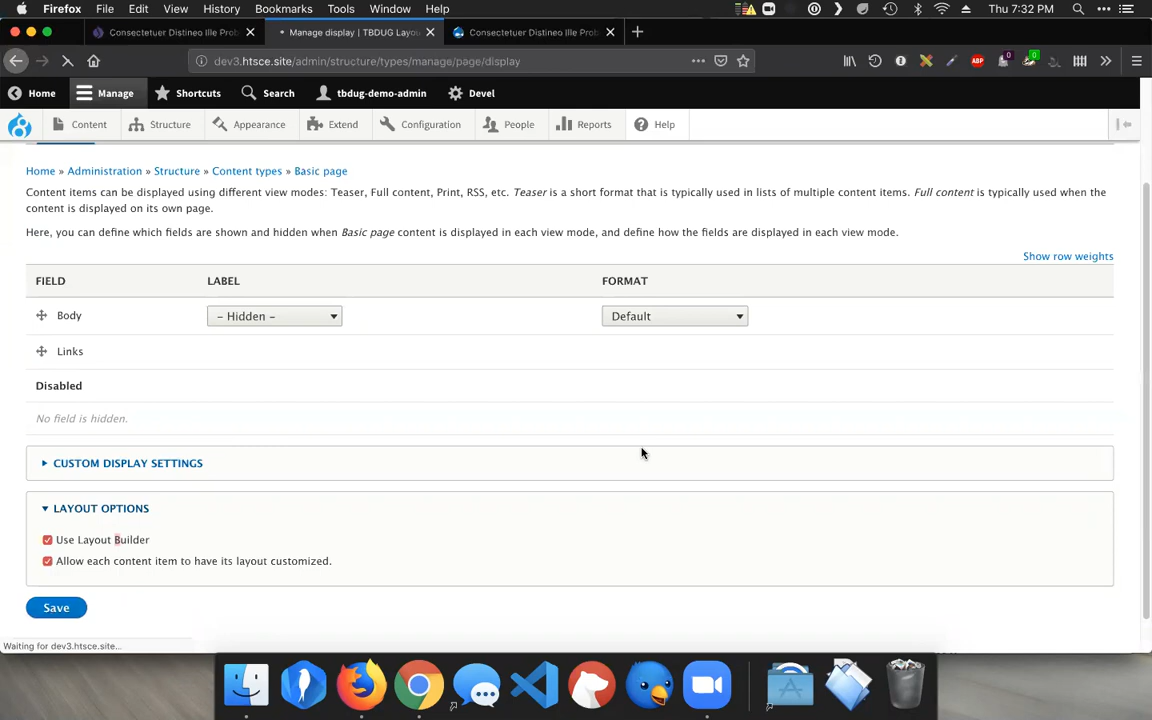 Firefox File Edit View History Bookmarks Tools Window Help Thu 7:32 PM
Consectetuer Distineo Ille Prob Manage display | TBDUG Layou Consectetuer Distineo Ille Prob
dev3.htsce.site/admin/structure/types/manage/page/display ABP 0 0
Home Manage Shortcuts Search tbdug-demo-admin Devel
Content Structure Appearance Extend Configuration People Reports Help
Home » Administration » Structure » Content types » Basic page
Content items can be displayed using different view modes: Teaser, Full content, Print, RSS, etc. Teaser is a short format that is typically used in lists of multiple content items. Full content is typically used when the
content is displayed on its own page.
Here, you can define which fields are shown and hidden when Basic page content is displayed in each view mode, and define how the fields are displayed in each view mode.
Show row weights
FIELD LABEL FORMAT
Body - Hidden - Default
Links
Disabled
No field is hidden.
CUSTOM DISPLAY SETTINGS
LAYOUT OPTIONS
Use Layout Builder
Allow each content item to have its layout customized.
Save
Waiting for dev3.htsce.site...